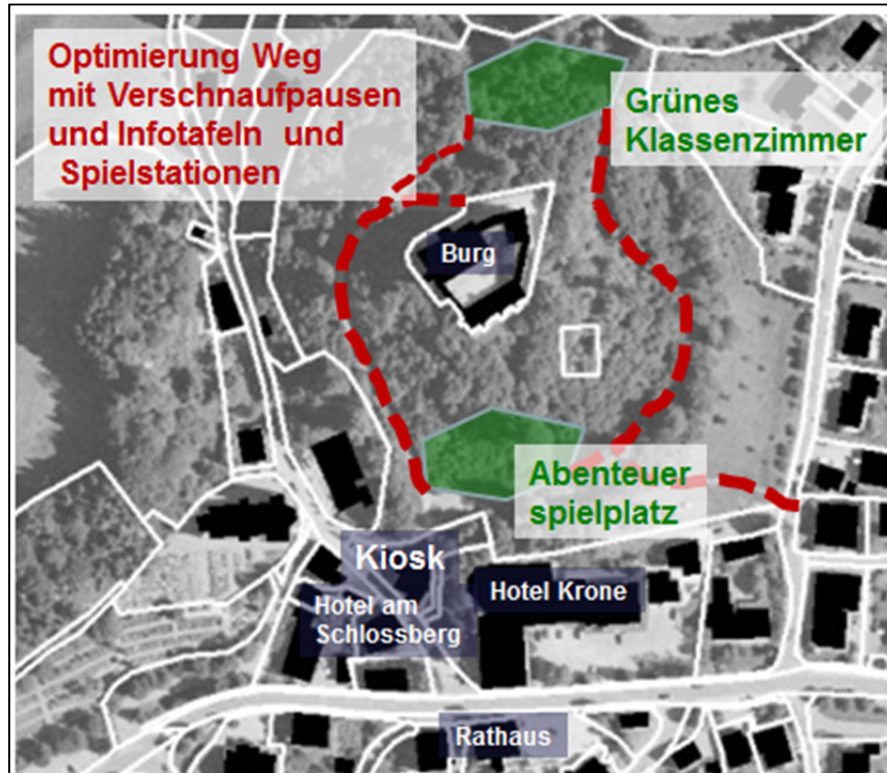 Optimierung Weg
mit Verschnaufpausen
und Infotafeln und
Spielstationen
Grünes
Klassenzimmer
Burg
Abenteuer
spielplatz
Kiosk
Hotel am
Schlossberg
Hotel Krone
Rathaus